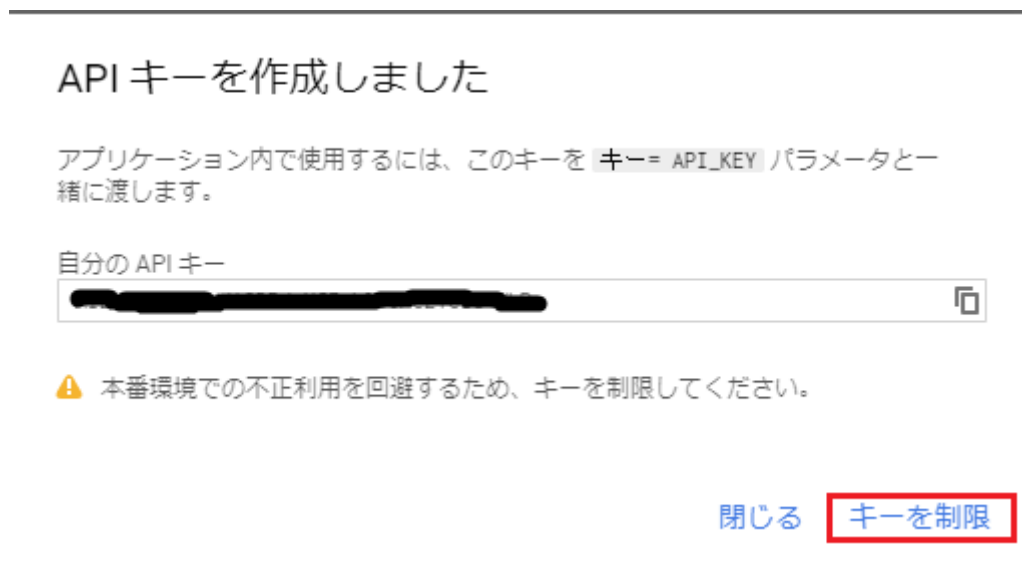 API キーを作成しました
アプリケーション内で使用するには、このキーを キー= API_KEY パラメータと一
緒に渡します。
自分の API キー
本番環境での不正利用を回避するため、キーを制限してください。
閉じる キーを制限